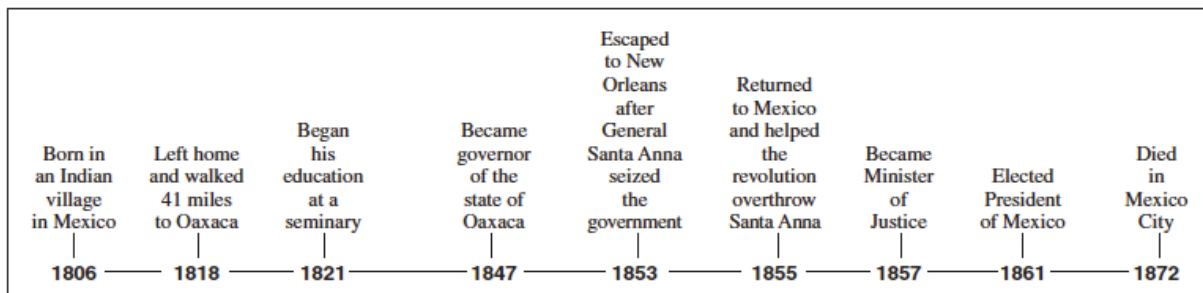 Born in
an Indian
village
in Mexico
Left home
and walked
41 miles
to Oaxaca
Began
his
education
at a
seminary
Became
governor
of the
state of
Oaxaca
Escaped
to New
Orleans
after
General
Santa Anna
seized
the
government
Returned
to Mexico
and helped
the
revolution
overthrow
Santa Anna
Became
Minister
of
Justice
Elected
President
of Mexico
Died
in
Mexico
City
1806 1818 1821 1847 1853 1855 1857 1861 1872